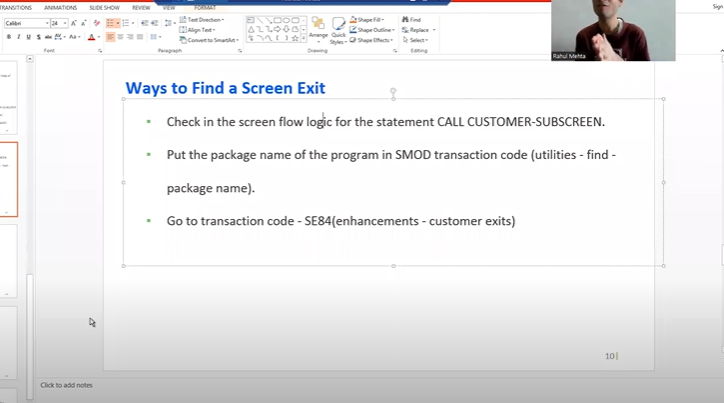 TRANSITIONS ANIMATIONS SLIDE SHOW REVIEW VIEW FORMAT
Sign
Calibri 24
Text Direction
Align Text
Convert to SmartArt
Arrange Quick Styles
Shape Fill
Shape Outline
Shape Effects
Find
Replace
Select
Font Paragraph Drawing Editing
Rahul Mehta
Ways to Find a Screen Exit
Check in the screen flow logic for the statement CALL CUSTOMER-SUBSCREEN.
Put the package name of the program in SMOD transaction code (utilities - find -
package name).
Go to transaction code - SE84(enhancements - customer exits)
10
Click to add notes